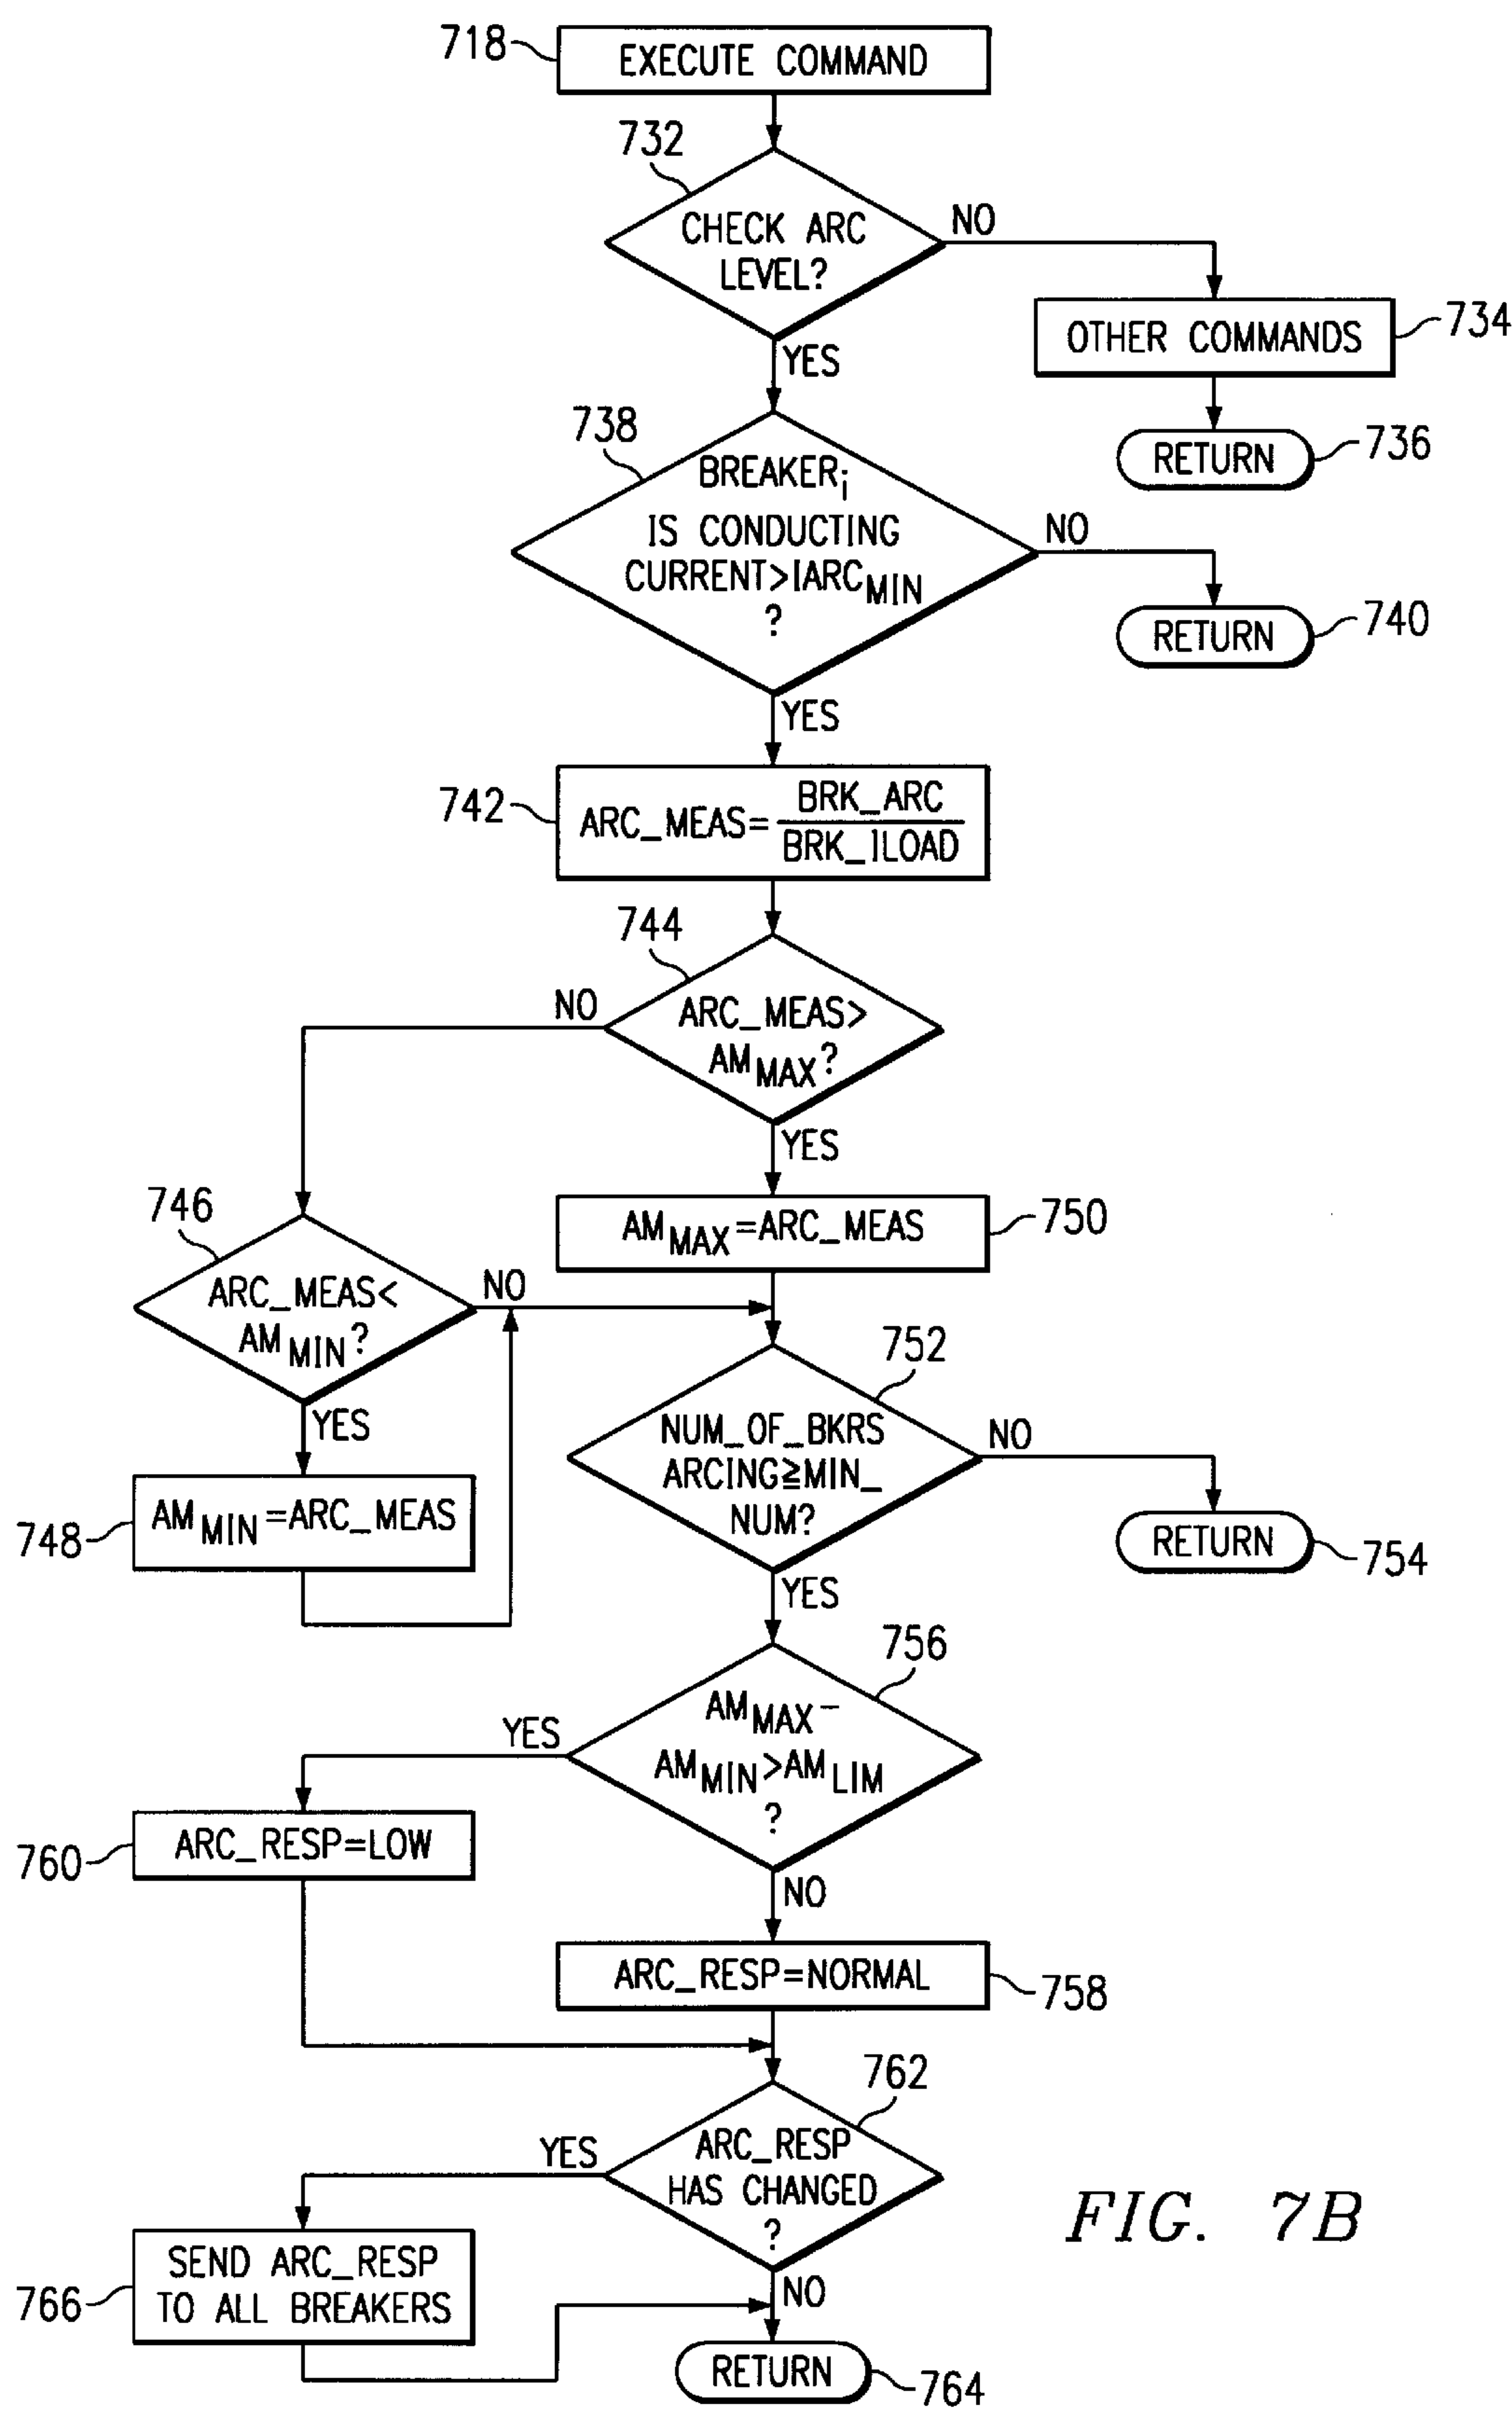 718
EXECUTE COMMAND
732
CHECK ARC
LEVEL?
NO
YES
OTHER COMMANDS
734
RETURN
736
738
BREAKERi
IS CONDUCTING
CURRENT>IARCMIN
?
NO
YES
RETURN
740
742
ARC_MEAS=
BRK_ARC
BRK_ILOAD
744
ARC_MEAS>
AMMAX?
NO
YES
746
ARC_MEAS<
AMMIN?
NO
YES
AMMAX=ARC_MEAS
750
748
AMMIN=ARC_MEAS
752
NUM_OF_BKRS
ARCING≧MIN_
NUM?
NO
YES
RETURN
754
756
AMMAX-
AMMIN>AMLIM
?
YES
NO
760
ARC_RESP=LOW
ARC_RESP=NORMAL
758
762
ARC_RESP
HAS CHANGED
?
YES
NO
766
SEND ARC_RESP
TO ALL BREAKERS
RETURN
764
FIG. 7B